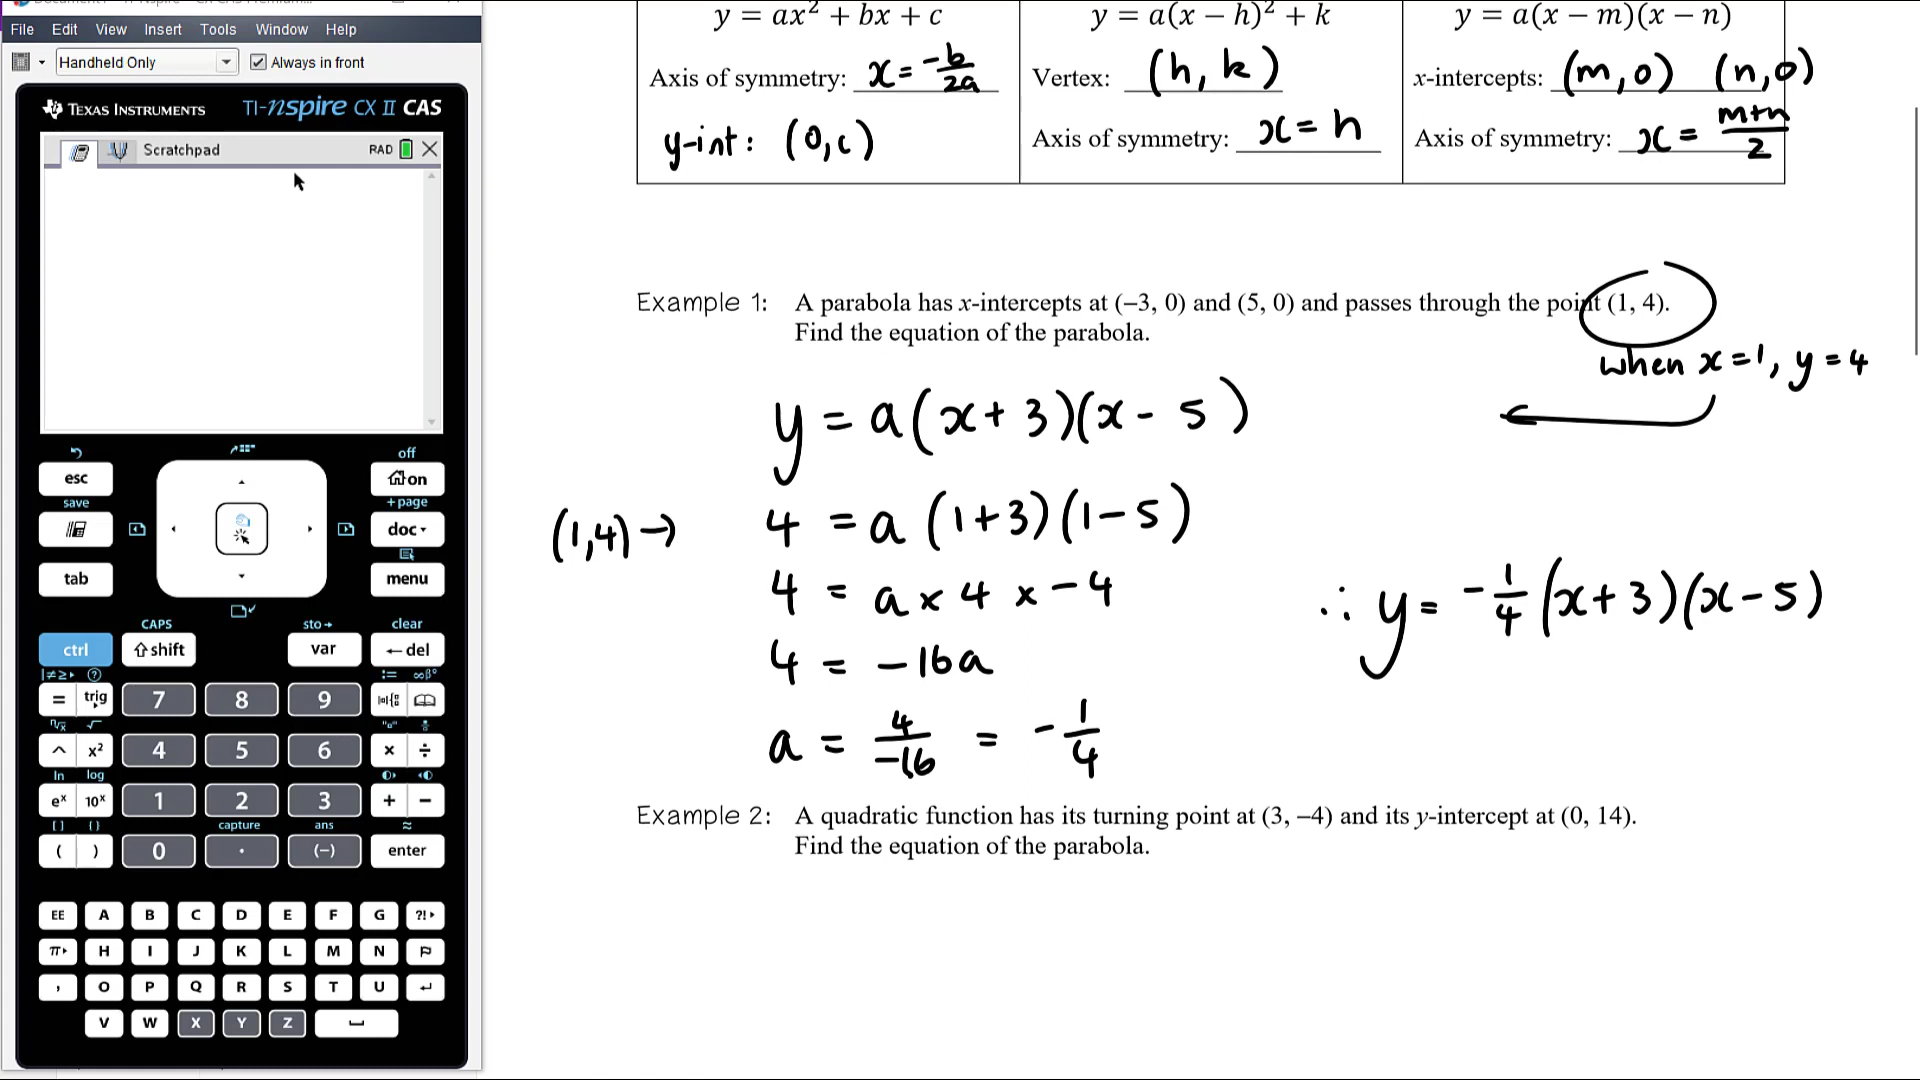 File Edit View Insert Tools Window Help
Handheld Only Always in front
TEXAS INSTRUMENTS TI-nspire CX II CAS
Scratchpad RAD
off
esc on
save +page
doc
tab menu
CAPS sto→ clear
ctrl shift var ←del
= trig 7 8 9
^ x² 4 5 6 × ÷
ln log
eˣ 10ˣ 1 2 3 + −
[ ] { } capture ans ≈
( ) 0 . (−) enter
EE A B C D E F G ?!▸
π▸ H I J K L M N
, O P Q R S T U ↵
V W X Y Z
y = ax² + bx + c
Axis of symmetry: x = -b/2a
y-int: (0,c)
y = a(x − h)² + k
Vertex: (h, k)
Axis of symmetry: x = h
y = a(x − m)(x − n)
x-intercepts: (m,0) (n,0)
Axis of symmetry: x = m+n/2
Example 1: A parabola has x-intercepts at (−3, 0) and (5, 0) and passes through the point (1, 4).
Find the equation of the parabola.
when x=1, y=4
y = a(x+3)(x-5)
(1,4)→ 4 = a(1+3)(1-5)
4 = a × 4 × -4
4 = -16a
a = 4/-16 = -1/4
∴ y = -1/4(x+3)(x-5)
Example 2: A quadratic function has its turning point at (3, −4) and its y-intercept at (0, 14).
Find the equation of the parabola.